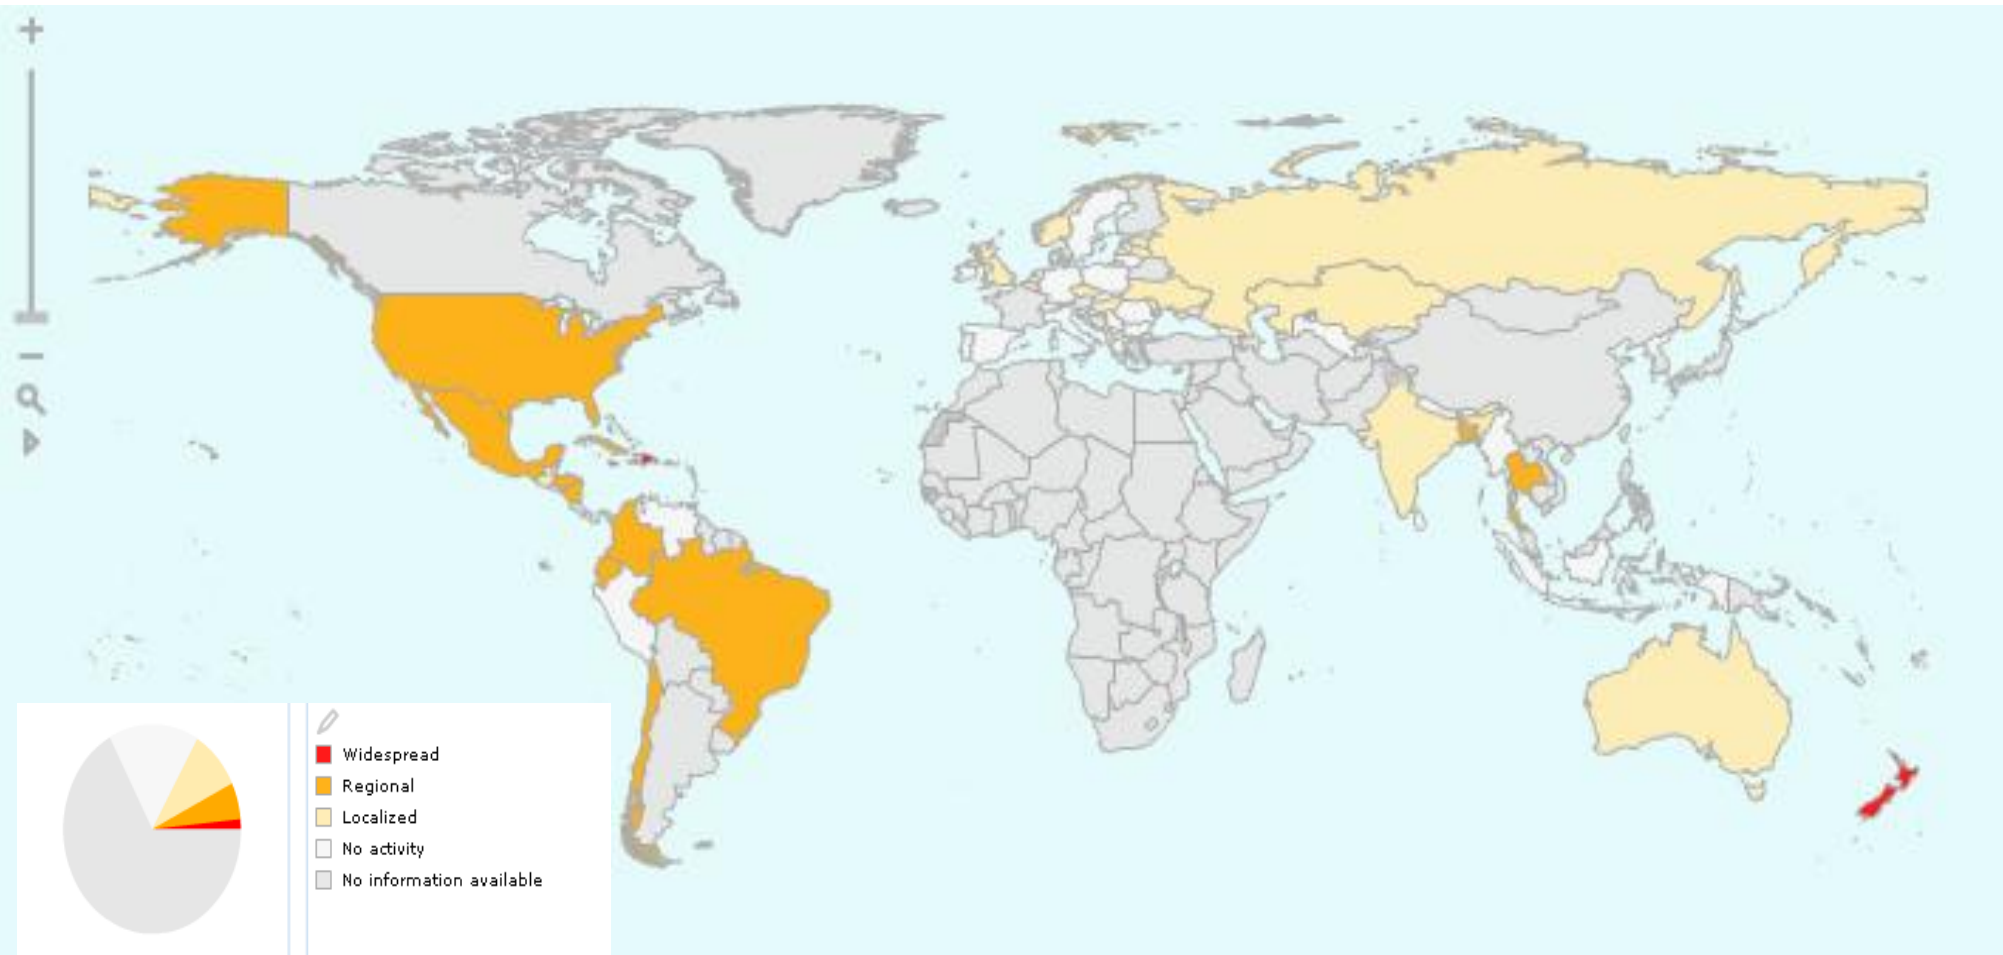 Widespread
Regional
Localized
No activity
No information available